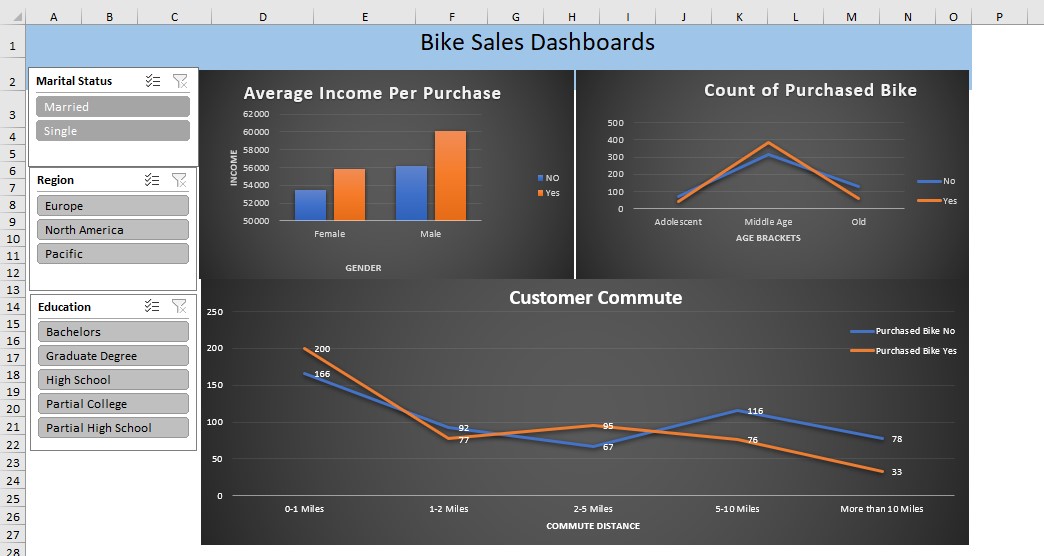 A B C D E F G H I J K L M N O P
1
2
3
4
5
6
7
8
9
10
11
12
13
14
15
16
17
18
19
20
21
22
23
24
25
26
27
28
Bike Sales Dashboards
Marital Status
Married
Single
Region
Europe
North America
Pacific
Education
Bachelors
Graduate Degree
High School
Partial College
Partial High School
Average Income Per Purchase
INCOME
62000
60000
58000
56000
54000
52000
50000
Female Male
GENDER
NO
Yes
Count of Purchased Bike
500
400
300
200
100
0
Adolescent Middle Age Old
AGE BRACKETS
No
Yes
Customer Commute
250
200
150
100
50
0
200
166
92
77
95
67
116
76
78
33
Purchased Bike No
Purchased Bike Yes
0-1 Miles 1-2 Miles 2-5 Miles 5-10 Miles More than 10 Miles
COMMUTE DISTANCE